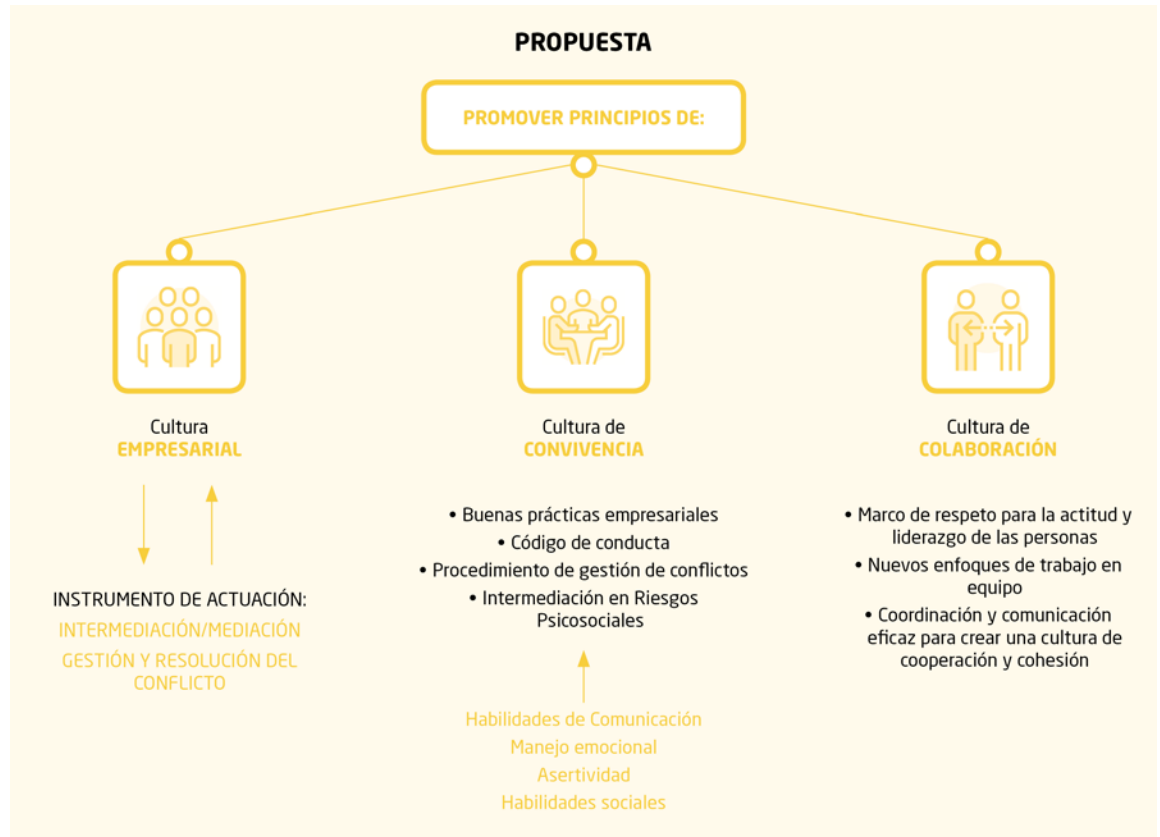 PROPUESTA
PROMOVER PRINCIPIOS DE:
Cultura
EMPRESARIAL
INSTRUMENTO DE ACTUACIÓN:
INTERMEDIACIÓN/MEDIACIÓN
GESTIÓN Y RESOLUCIÓN DEL
CONFLICTO
Cultura de
CONVIVENCIA
• Buenas prácticas empresariales
• Código de conducta
• Procedimiento de gestión de conflictos
• Intermediación en Riesgos
Psicosociales
Habilidades de Comunicación
Manejo emocional
Asertividad
Habilidades sociales
Cultura de
COLABORACIÓN
• Marco de respeto para la actitud y
liderazgo de las personas
• Nuevos enfoques de trabajo en
equipo
• Coordinación y comunicación
eficaz para crear una cultura de
cooperación y cohesión